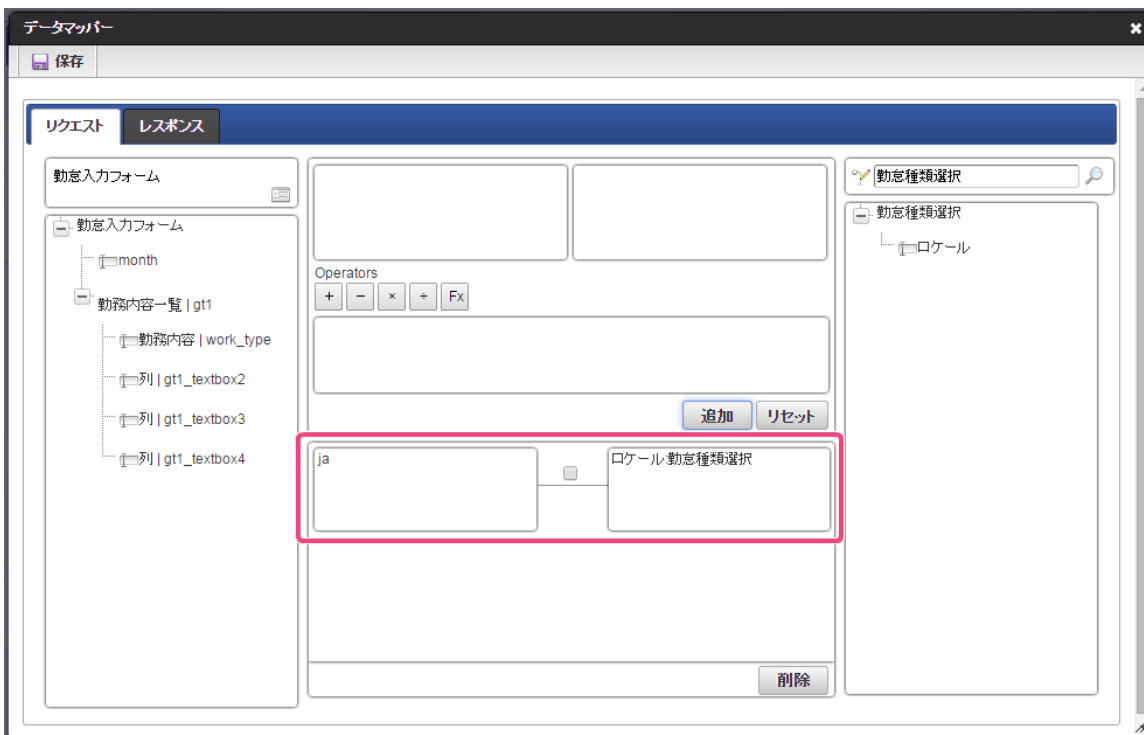 データマッパー
保存
リクエスト
レスポンス
勤怠入力フォーム
勤怠入力フォーム
month
勤務内容一覧 | gt1
勤務内容 | work_type
列 | gt1_textbox2
列 | gt1_textbox3
列 | gt1_textbox4
Operators
+ − × ÷ Fx
追加
リセット
ja
ロケール:勤怠種類選択
削除
勤怠種類選択
勤怠種類選択
ロケール